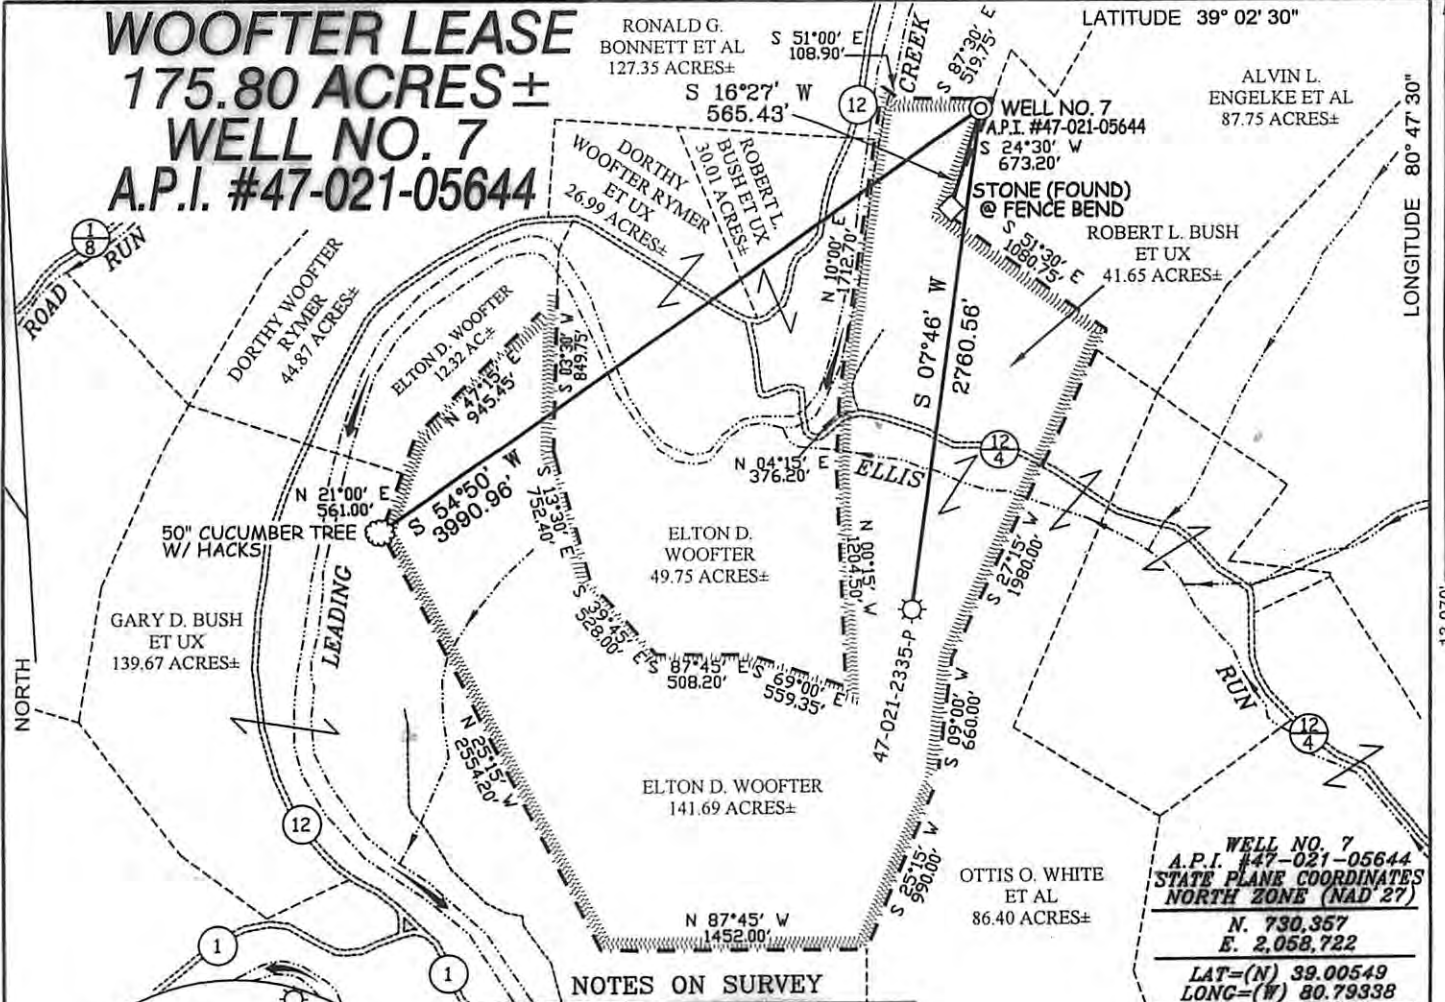 WOOFTER LEASE
175.80 ACRES±
WELL NO. 7
A.P.I. #47-021-05644
RONALD G.
BONNETT ET AL
127.35 ACRES±
S 51°00' E
108.90'
S 16°27' W
565.43'
12
CREEK
S 87°30' E
519.75'
LATITUDE 39° 02' 30"
LONGITUDE 80° 47' 30"
ALVIN L.
ENGELKE ET AL
87.75 ACRES±
WELL NO. 7
A.P.I. #47-021-05644
S 24°30' W
673.20'
STONE (FOUND)
@ FENCE BEND
S 51°30' E
1080.75'
ROBERT L. BUSH
ET UX
41.65 ACRES±
DORTHY
WOOFTER RYMER
ET UX
26.99 ACRES±
ROBERT L.
BUSH ET UX
30.01 ACRES±
1
8
ROAD RUN
DORTHY WOOFTER
RYMER
44.87 ACRES±
ELTON D. WOOFTER
12.32 AC.±
N 47°15' E
945.45'
S 03°30' W
849.75'
N 10°00' E
1712.70'
S 07°46' W
2760.56'
N 21°00' E
561.00'
50" CUCUMBER TREE
W/ HACKS
S 54°50' W
3990.96'
S 13°30' E
752.40'
N 04°15' E
376.20'
ELLIS
12
4
ELTON D.
WOOFTER
49.75 ACRES±
N 00°15' W
1204.50'
S 27°15' W
1980.00'
S 39°45' E
528.00'
S 87°45' E
508.20'
S 69°00' E
559.35'
47-021-2335-P
S 09°00' W
660.00'
RUN
12
4
GARY D. BUSH
ET UX
139.67 ACRES±
LEADING
NORTH
N 25°15' W
2554.20'
ELTON D. WOOFTER
141.69 ACRES±
12
S 25°15' W
990.00'
OTTIS O. WHITE
ET AL
86.40 ACRES±
N 87°45' W
1452.00'
1
1
NOTES ON SURVEY
WELL NO. 7
A.P.I. #47-021-05644
STATE PLANE COORDINATES
NORTH ZONE (NAD 27)
N. 730,357
E. 2,058,722
LAT=(N) 39.00549
LONG=(W) 80.79338